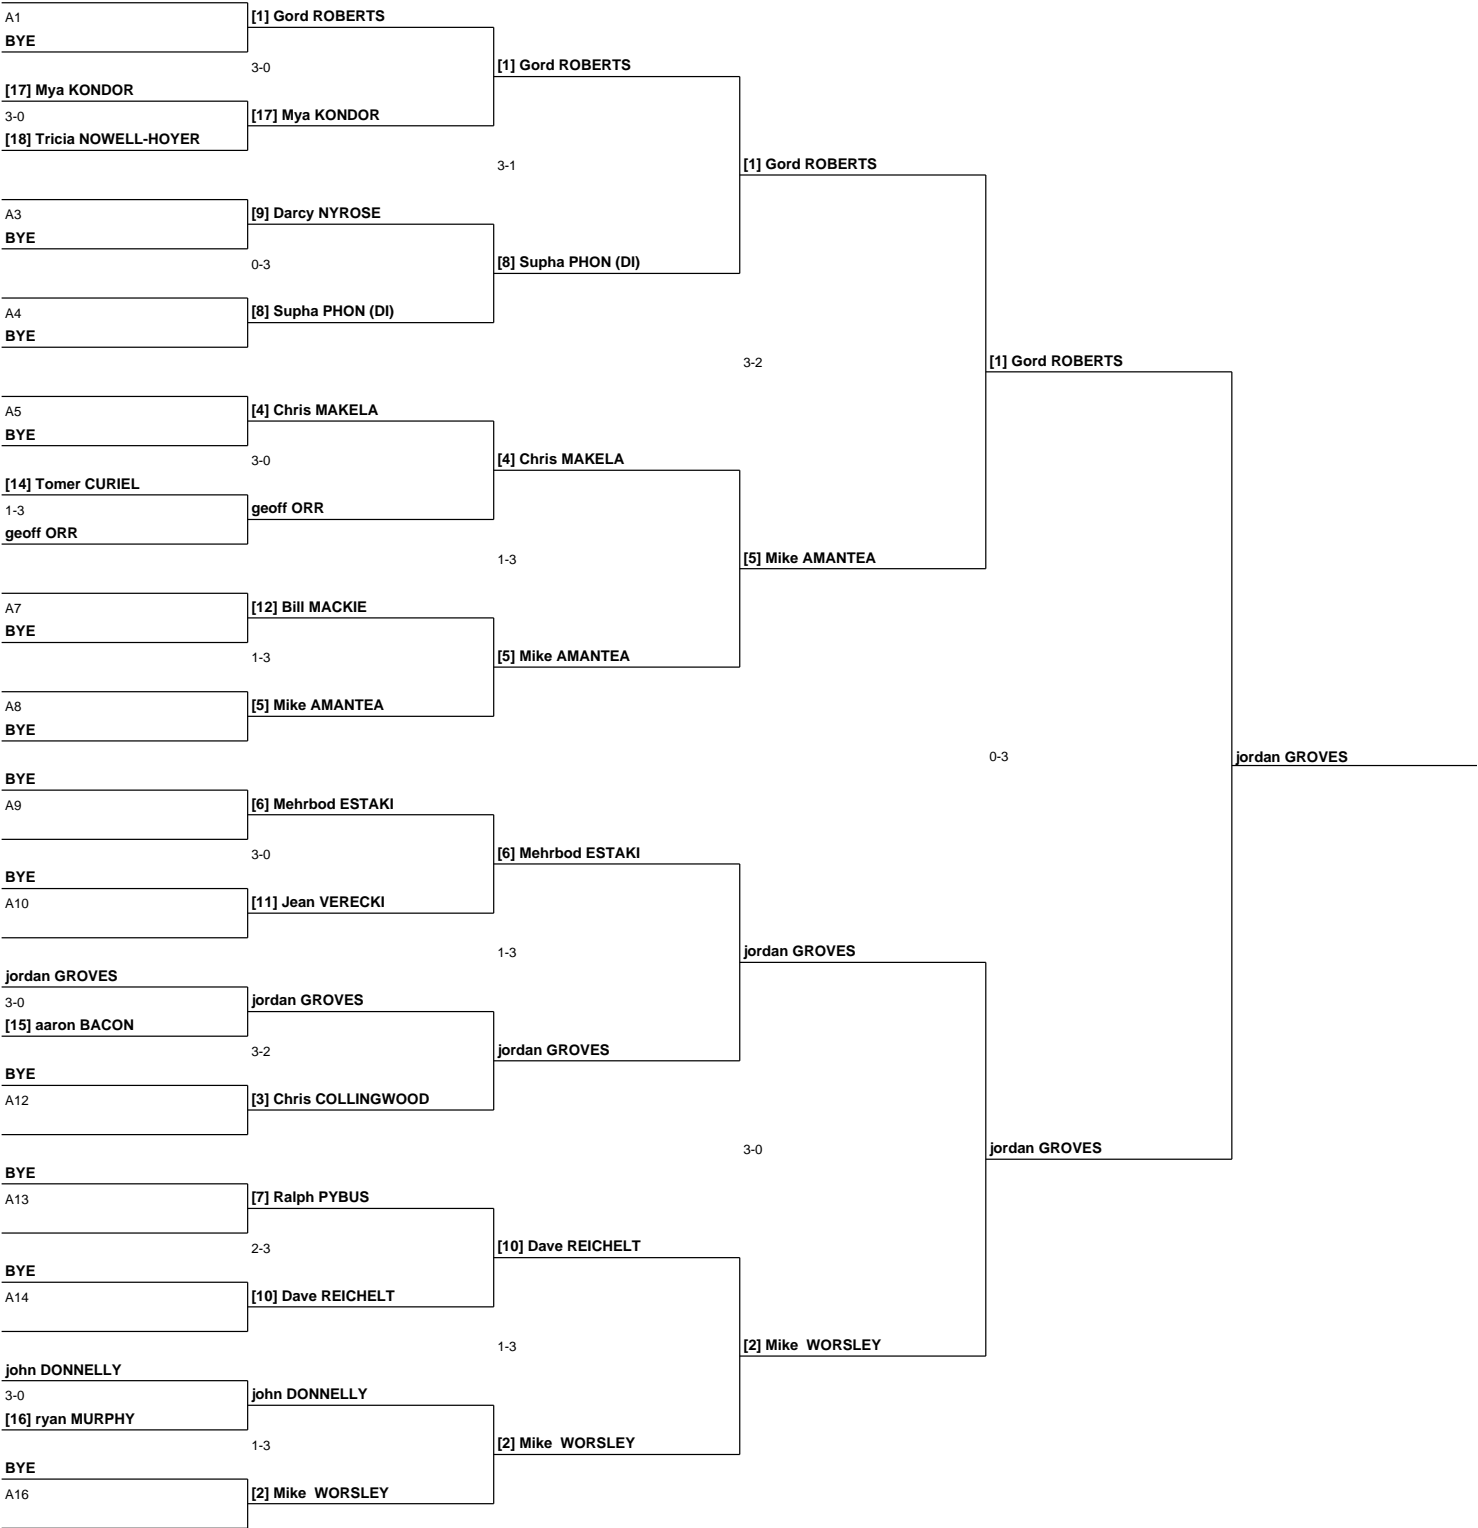 A1
BYE
[1] Gord ROBERTS
3-0
[17] Mya KONDOR
3-0
[18] Tricia NOWELL-HOYER
[17] Mya KONDOR
[1] Gord ROBERTS
3-1
A3
BYE
[9] Darcy NYROSE
0-3
A4
BYE
[8] Supha PHON (DI)
[8] Supha PHON (DI)
[1] Gord ROBERTS
3-2
A5
BYE
[4] Chris MAKELA
3-0
[14] Tomer CURIEL
1-3
geoff ORR
geoff ORR
[4] Chris MAKELA
1-3
A7
BYE
[12] Bill MACKIE
1-3
A8
BYE
[5] Mike AMANTEA
[5] Mike AMANTEA
[5] Mike AMANTEA
[1] Gord ROBERTS
0-3
jordan GROVES
BYE
A9
[6] Mehrbod ESTAKI
3-0
BYE
A10
[11] Jean VERECKI
[6] Mehrbod ESTAKI
1-3
jordan GROVES
3-0
[15] aaron BACON
jordan GROVES
3-2
BYE
A12
[3] Chris COLLINGWOOD
jordan GROVES
jordan GROVES
3-0
BYE
A13
[7] Ralph PYBUS
2-3
BYE
A14
[10] Dave REICHELT
[10] Dave REICHELT
1-3
john DONNELLY
3-0
[16] ryan MURPHY
john DONNELLY
1-3
BYE
A16
[2] Mike  WORSLEY
[2] Mike  WORSLEY
[2] Mike  WORSLEY
jordan GROVES